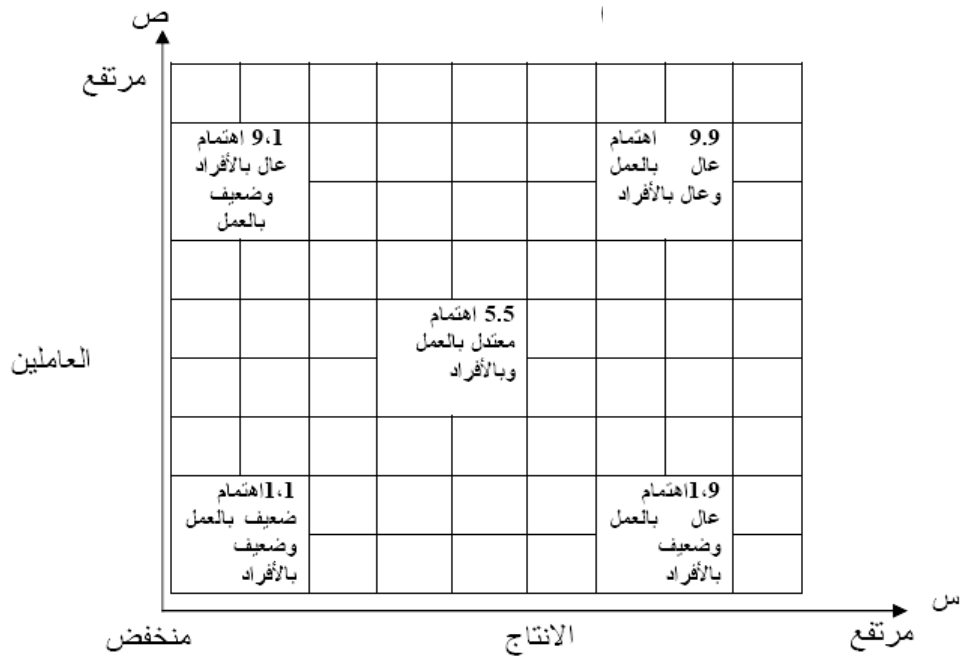 ص
مرتفع
9،1 اهتمام
عال بالأفراد
وضعيف
بالعمل
9.9 اهتمام
عال بالعمل
وعال بالأفراد
5.5 اهتمام
معتدل بالعمل
وبالأفراد
العاملين
1،1اهتمام
ضعيف بالعمل
وضعيف
بالأفراد
1،9اهتمام
عال بالعمل
وضعيف
بالأفراد
س
منخفض
الانتاج
مرتفع